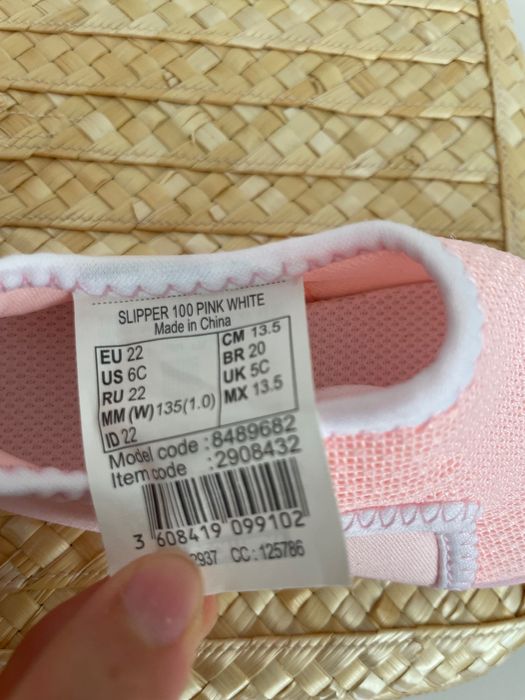 SLIPPER 100 PINK WHITE
Made in China
EU 22
US 6C
RU 22
MM (W) 135(1.0)
ID 22
CM 13.5
BR 20
UK 5C
MX 13.5
Model code : 8489682
Item code : 2908432
3 608419 099102
2937 CC : 125786